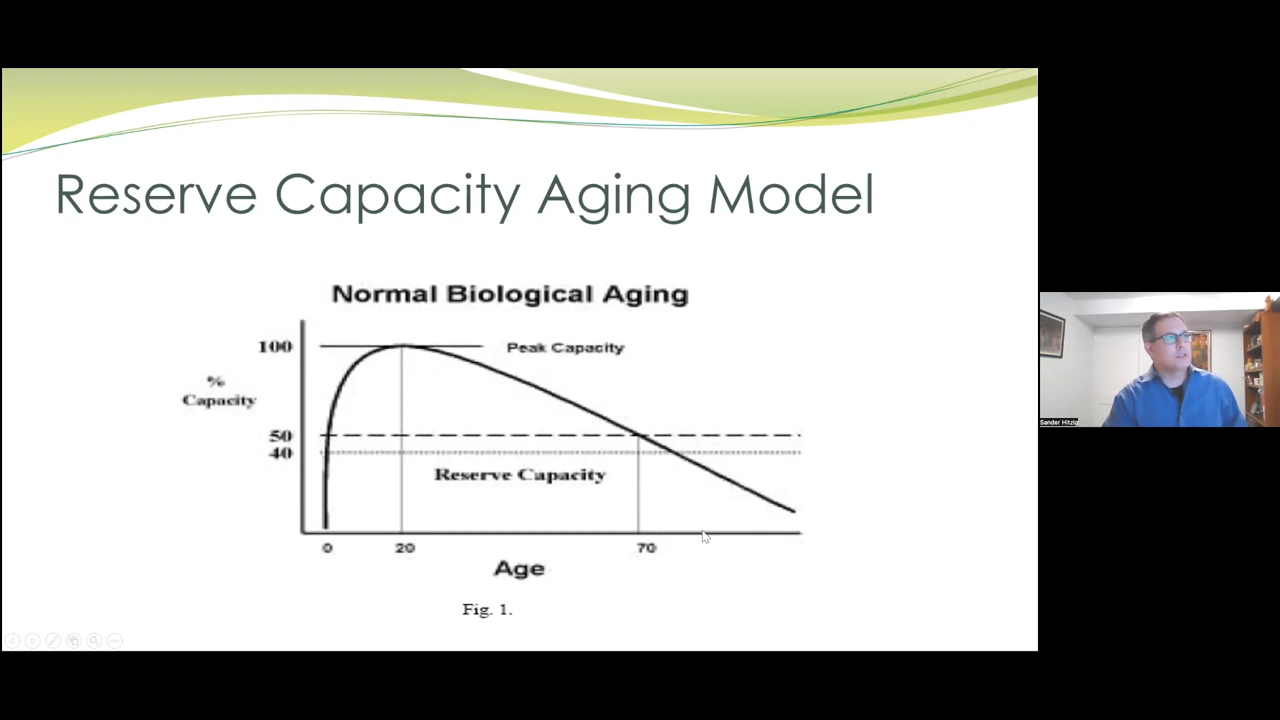 Reserve Capacity Aging Model
Normal Biological Aging
100
Peak Capacity
%
Capacity
50
40
Reserve Capacity
0
20
70
Age
Fig. 1.
Sander Hitzig